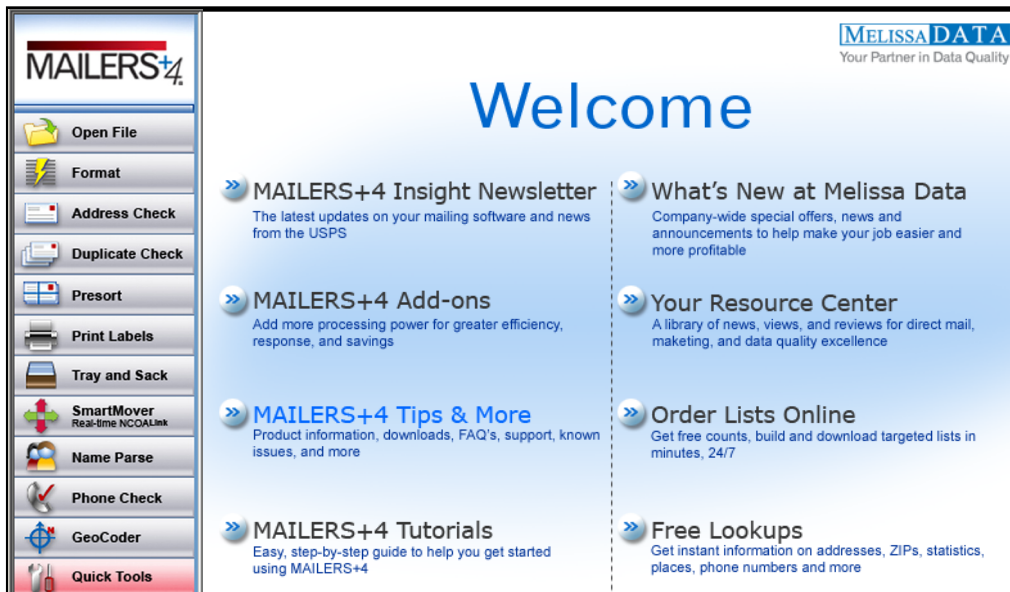 MAILERS+4
Open File
Format
Address Check
Duplicate Check
Presort
Print Labels
Tray and Sack
SmartMover
Real-time NCOALink
Name Parse
Phone Check
GeoCoder
Quick Tools
MELISSA DATA
Your Partner in Data Quality
Welcome
MAILERS+4 Insight Newsletter
The latest updates on your mailing software and news
from the USPS
MAILERS+4 Add-ons
Add more processing power for greater efficiency,
response, and savings
MAILERS+4 Tips & More
Product information, downloads, FAQ's, support, known
issues, and more
MAILERS+4 Tutorials
Easy, step-by-step guide to help you get started
using MAILERS+4
What's New at Melissa Data
Company-wide special offers, news and
announcements to help make your job easier and
more profitable
Your Resource Center
A library of news, views, and reviews for direct mail,
maketing, and data quality excellence
Order Lists Online
Get free counts, build and download targeted lists in
minutes, 24/7
Free Lookups
Get instant information on addresses, ZIPs, statistics,
places, phone numbers and more